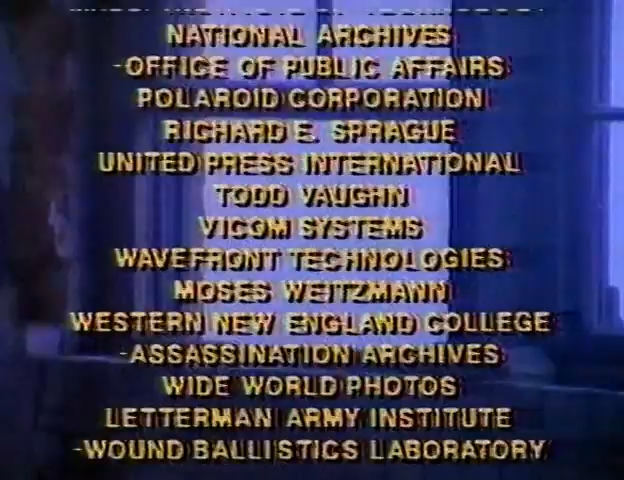 NATIONAL ARCHIVES
-OFFICE OF PUBLIC AFFAIRS
POLAROID CORPORATION
RICHARD E. SPRAGUE
UNITED PRESS INTERNATIONAL
TODD VAUGHN
VICOM SYSTEMS
WAVEFRONT TECHNOLOGIES
MOSES WEITZMANN
WESTERN NEW ENGLAND COLLEGE
-ASSASSINATION ARCHIVES
WIDE WORLD PHOTOS
LETTERMAN ARMY INSTITUTE
-WOUND BALLISTICS LABORATORY